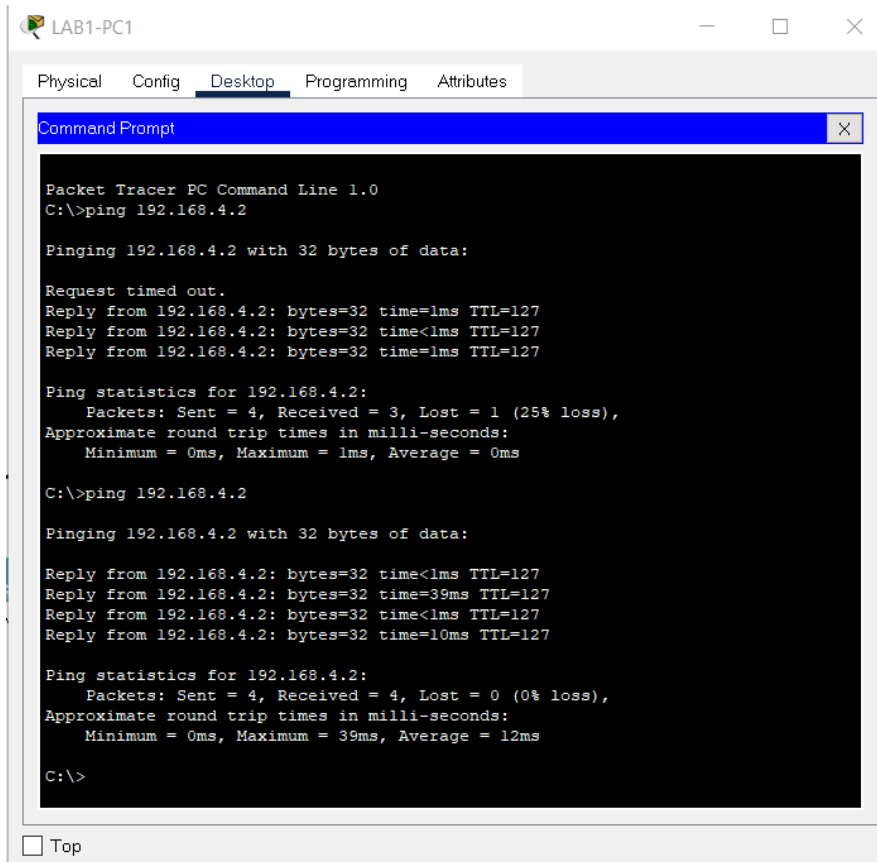 LAB1-PC1
Physical Config Desktop Programming Attributes
Command Prompt X
Packet Tracer PC Command Line 1.0
C:\>ping 192.168.4.2
Pinging 192.168.4.2 with 32 bytes of data:
Request timed out.
Reply from 192.168.4.2: bytes=32 time=1ms TTL=127
Reply from 192.168.4.2: bytes=32 time<1ms TTL=127
Reply from 192.168.4.2: bytes=32 time=1ms TTL=127
Ping statistics for 192.168.4.2:
Packets: Sent = 4, Received = 3, Lost = 1 (25% loss),
Approximate round trip times in milli-seconds:
Minimum = 0ms, Maximum = 1ms, Average = 0ms
C:\>ping 192.168.4.2
Pinging 192.168.4.2 with 32 bytes of data:
Reply from 192.168.4.2: bytes=32 time<1ms TTL=127
Reply from 192.168.4.2: bytes=32 time=39ms TTL=127
Reply from 192.168.4.2: bytes=32 time<1ms TTL=127
Reply from 192.168.4.2: bytes=32 time=10ms TTL=127
Ping statistics for 192.168.4.2:
Packets: Sent = 4, Received = 4, Lost = 0 (0% loss),
Approximate round trip times in milli-seconds:
Minimum = 0ms, Maximum = 39ms, Average = 12ms
C:\>
Top